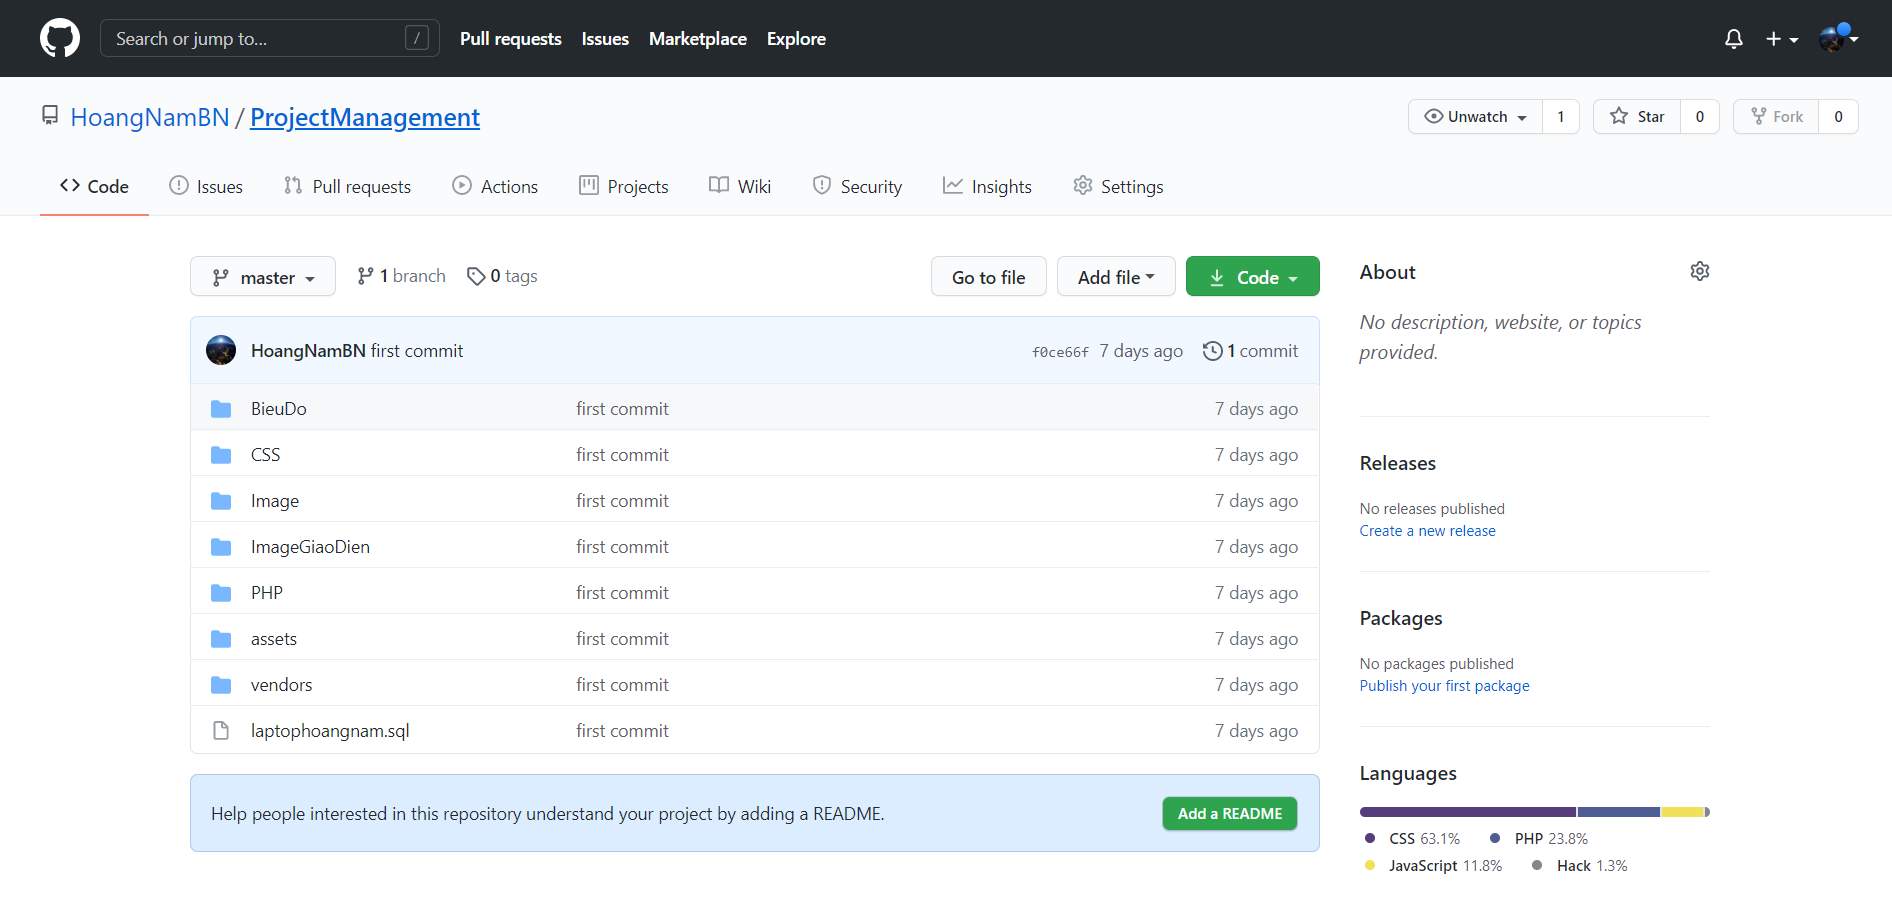 Search or jump to... / Pull requests Issues Marketplace Explore
HoangNamBN / ProjectManagement Unwatch 1 Star 0 Fork 0
Code Issues Pull requests Actions Projects Wiki Security Insights Settings
master 1 branch 0 tags Go to file Add file Code
HoangNamBN first commit f0ce66f 7 days ago 1 commit
BieuDo first commit 7 days ago
CSS first commit 7 days ago
Image first commit 7 days ago
ImageGiaoDien first commit 7 days ago
PHP first commit 7 days ago
assets first commit 7 days ago
vendors first commit 7 days ago
laptophoangnam.sql first commit 7 days ago
Help people interested in this repository understand your project by adding a README. Add a README
About
No description, website, or topics
provided.
Releases
No releases published
Create a new release
Packages
No packages published
Publish your first package
Languages
CSS 63.1% PHP 23.8%
JavaScript 11.8% Hack 1.3%